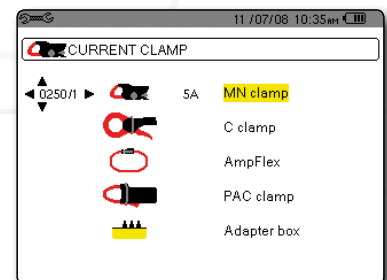 11/07/08 10:35AM
CURRENT CLAMP
0250/1 5A MN clamp
C clamp
AmpFlex
PAC clamp
Adapter box